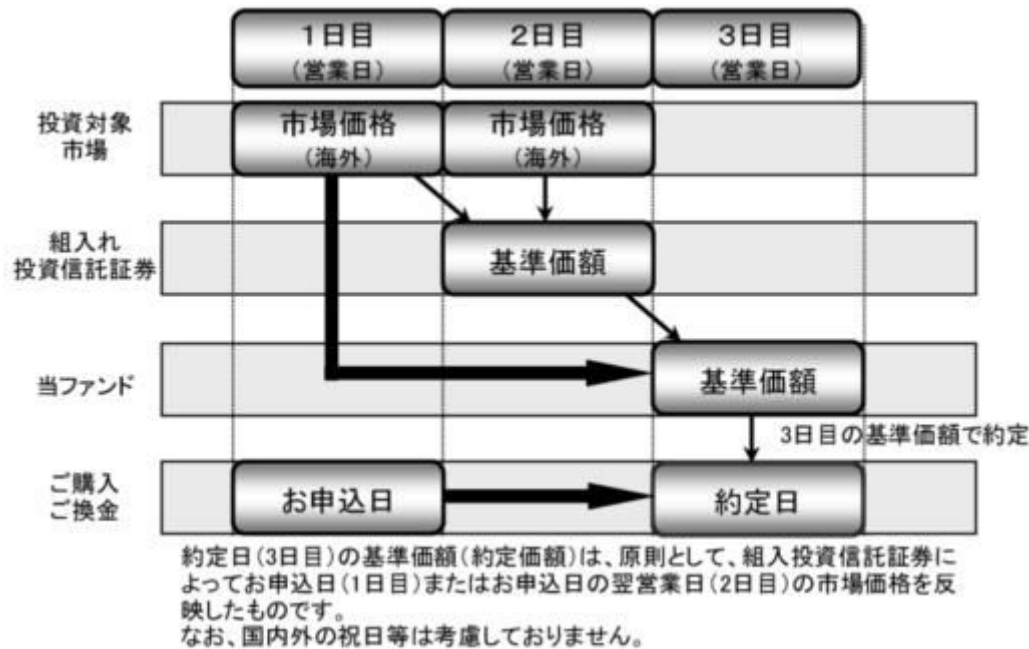 1日目 2日目 3日目
(営業日) (営業日) (営業日)
投資対象
市場
市場価格 市場価格
(海外) (海外)
組入れ
投資信託証券
基準価額
当ファンド
基準価額
3日目の基準価額で約定
ご購入
ご換金
お申込日 約定日
約定日(3日目)の基準価額(約定価額)は、原則として、組入投資信託証券に
よってお申込日(1日目)またはお申込日の翌営業日(2日目)の市場価格を反
映したものです。
なお、国内外の祝日等は考慮しておりません。